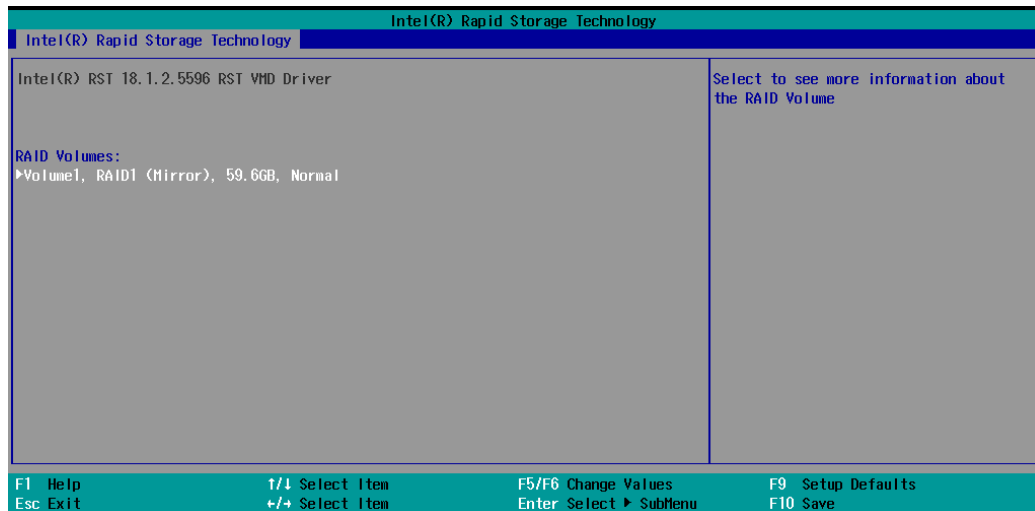 Intel(R) Rapid Storage Technology
Intel(R) Rapid Storage Technology
Intel(R) RST 18.1.2.5596 RST VMD Driver
RAID Volumes:
▶Volume1, RAID1 (Mirror), 59.6GB, Normal
Select to see more information about
the RAID Volume
F1 Help ↑/↓ Select Item F5/F6 Change Values F9 Setup Defaults
Esc Exit ←/→ Select Item Enter Select ▶ SubMenu F10 Save